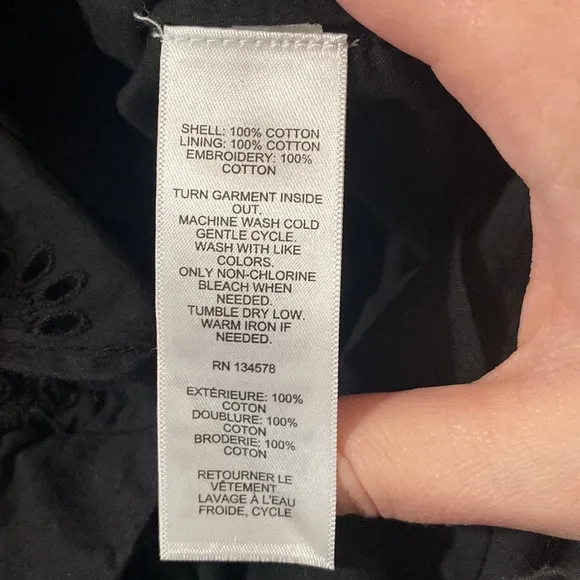 SHELL: 100% COTTON
LINING: 100% COTTON
EMBROIDERY: 100%
COTTON
TURN GARMENT INSIDE
OUT.
MACHINE WASH COLD
GENTLE CYCLE.
WASH WITH LIKE
COLORS.
ONLY NON-CHLORINE
BLEACH WHEN
NEEDED.
TUMBLE DRY LOW.
WARM IRON IF
NEEDED.
RN 134578
EXTÉRIEURE: 100%
COTON
DOUBLURE: 100%
COTON
BRODERIE: 100%
COTON
RETOURNER LE
VÊTEMENT.
LAVAGE À L'EAU
FROIDE, CYCLE